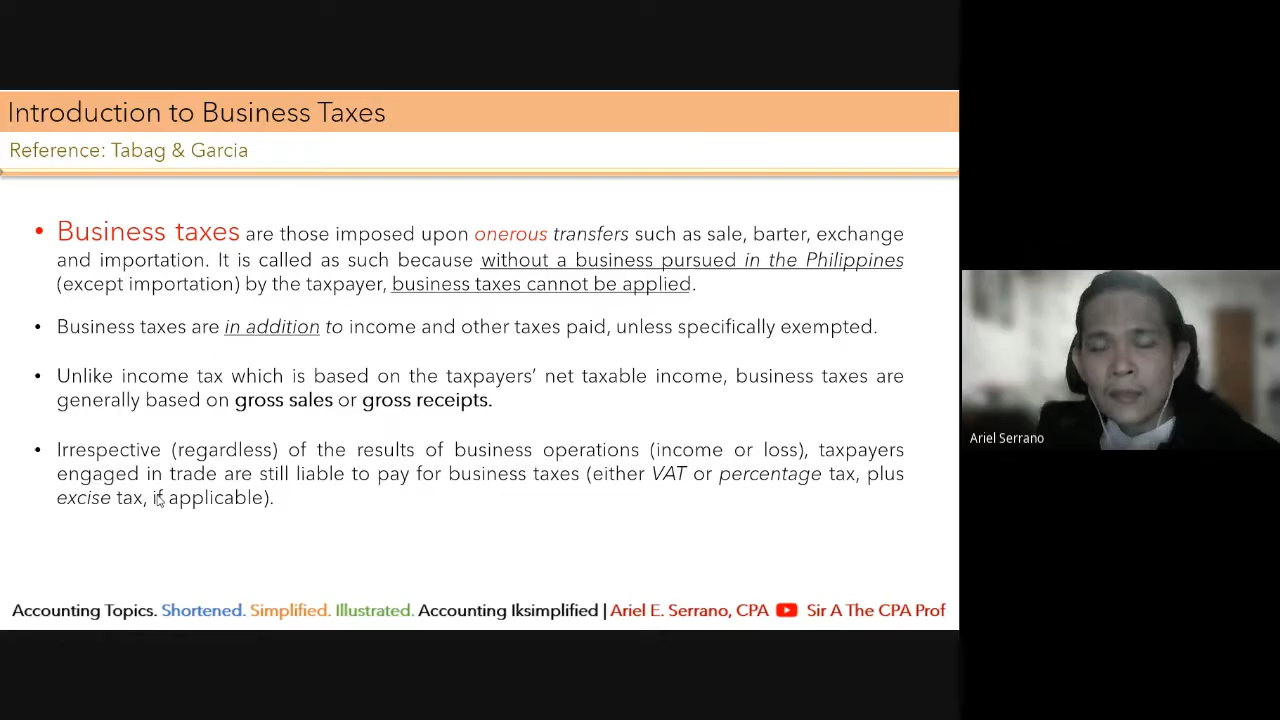 Introduction to Business Taxes
Reference: Tabag & Garcia
• Business taxes are those imposed upon onerous transfers such as sale, barter, exchange
and importation. It is called as such because without a business pursued in the Philippines
(except importation) by the taxpayer, business taxes cannot be applied.
• Business taxes are in addition to income and other taxes paid, unless specifically exempted.
• Unlike income tax which is based on the taxpayers’ net taxable income, business taxes are
generally based on gross sales or gross receipts.
• Irrespective (regardless) of the results of business operations (income or loss), taxpayers
engaged in trade are still liable to pay for business taxes (either VAT or percentage tax, plus
excise tax, if applicable).
Accounting Topics. Shortened. Simplified. Illustrated. Accounting Iksimplified | Ariel E. Serrano, CPA Sir A The CPA Prof
Ariel Serrano